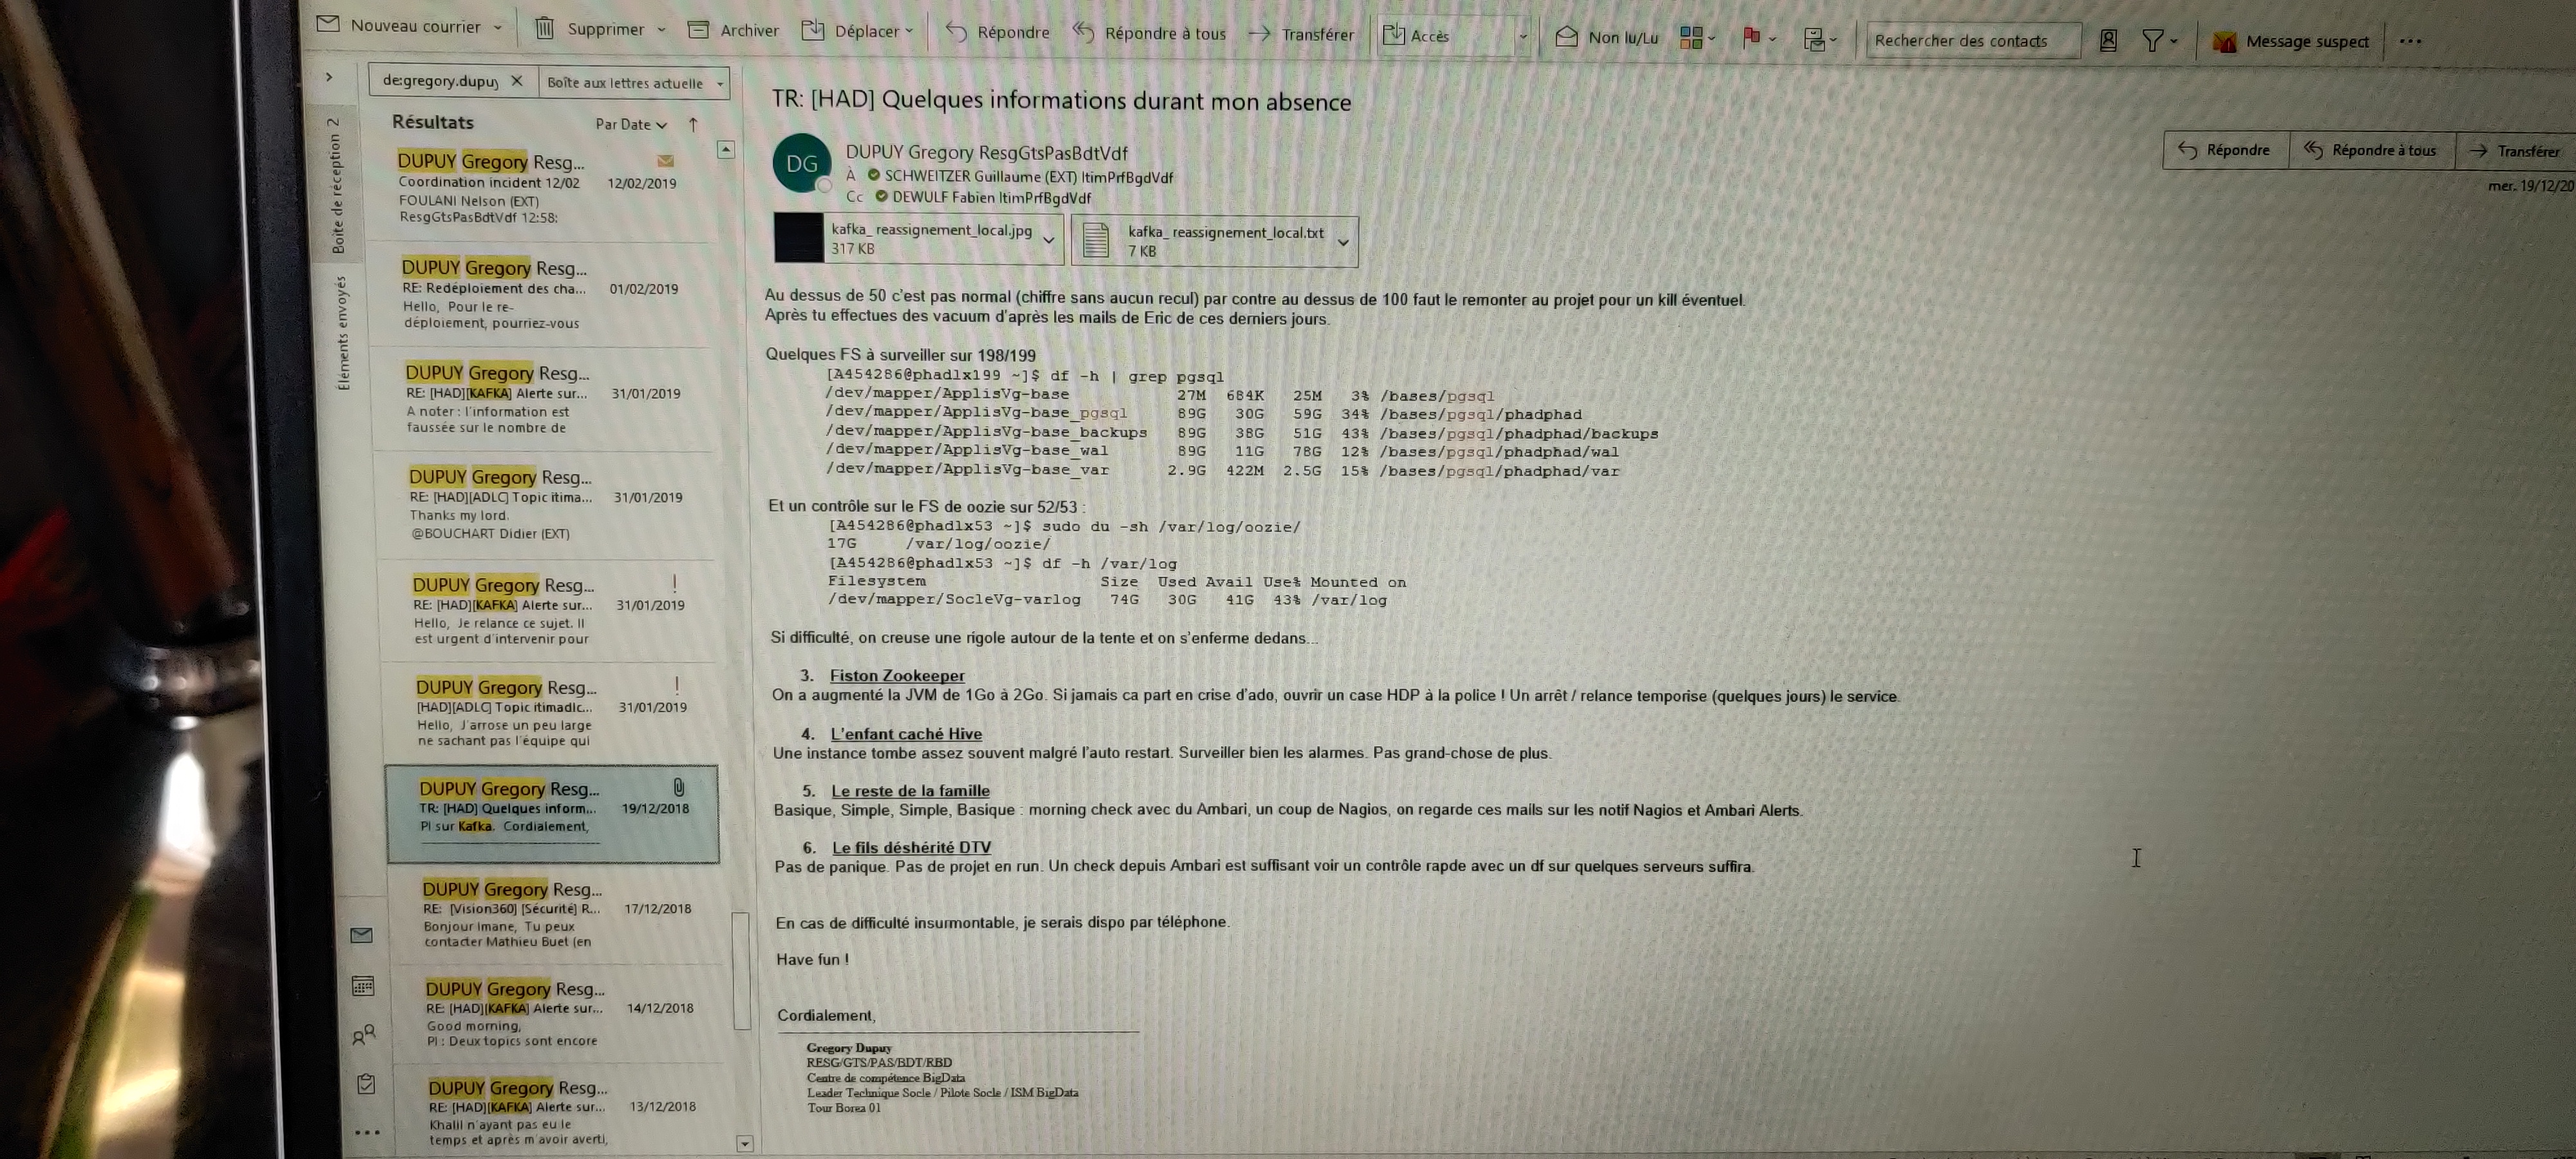 Nouveau courrier
Supprimer
Archiver
Déplacer
Répondre
Répondre à tous
Transférer
Accès
Non lu/Lu
Rechercher des contacts
Message suspect
de:gregory.dupuy
Boîte aux lettres actuelle
Boîte de réception 2
Éléments envoyés
Résultats
Par Date
DUPUY Gregory Resg...
Coordination incident 12/02 12/02/2019
FOULANI Nelson (EXT)
ResgGtsPasBdtVdf 12:58:
DUPUY Gregory Resg...
RE: Redéploiement des cha... 01/02/2019
Hello, Pour le re-
déploiement, pourriez-vous
DUPUY Gregory Resg...
RE: [HAD][KAFKA] Alerte sur... 31/01/2019
A noter : l'information est
faussée sur le nombre de
DUPUY Gregory Resg...
RE: [HAD][ADLC] Topic itima... 31/01/2019
Thanks my lord.
@BOUCHART Didier (EXT)
DUPUY Gregory Resg...
RE: [HAD][KAFKA] Alerte sur... 31/01/2019
Hello, Je relance ce sujet. Il
est urgent d'intervenir pour
DUPUY Gregory Resg...
[HAD][ADLC] Topic itimadlc... 31/01/2019
Hello, J'arrose un peu large
ne sachant pas l'équipe qui
DUPUY Gregory Resg...
TR: [HAD] Quelques inform... 19/12/2018
PI sur Kafka. Cordialement,
DUPUY Gregory Resg...
RE: [Vision360] [Sécurité] R... 17/12/2018
Bonjour Imane, Tu peux
contacter Mathieu Buet (en
DUPUY Gregory Resg...
RE: [HAD][KAFKA] Alerte sur... 14/12/2018
Good morning,
PI : Deux topics sont encore
DUPUY Gregory Resg...
RE: [HAD][KAFKA] Alerte sur... 13/12/2018
Khalil n'ayant pas eu le
temps et après m'avoir averti,
TR: [HAD] Quelques informations durant mon absence
DG
DUPUY Gregory ResgGtsPasBdtVdf
À SCHWEITZER Guillaume (EXT) ItimPrfBgdVdf
Cc DEWULF Fabien ItimPrfBgdVdf
Répondre
Répondre à tous
Transférer
mer. 19/12/20
kafka_ reassignement_local.jpg
317 KB
kafka_ reassignement_local.txt
7 KB
Au dessus de 50 c'est pas normal (chiffre sans aucun recul) par contre au dessus de 100 faut le remonter au projet pour un kill éventuel.
Après tu effectues des vacuum d'après les mails de Eric de ces derniers jours.
Quelques FS à surveiller sur 198/199
[A454286@phadlx199 ~]$ df -h | grep pgsql
/dev/mapper/ApplisVg-base 27M 684K 25M 3% /bases/pgsql
/dev/mapper/ApplisVg-base_pgsql 89G 30G 59G 34% /bases/pgsql/phadphad
/dev/mapper/ApplisVg-base_backups 89G 38G 51G 43% /bases/pgsql/phadphad/backups
/dev/mapper/ApplisVg-base_wal 89G 11G 78G 12% /bases/pgsql/phadphad/wal
/dev/mapper/ApplisVg-base_var 2.9G 422M 2.5G 15% /bases/pgsql/phadphad/var
Et un contrôle sur le FS de oozie sur 52/53 :
[A454286@phadlx53 ~]$ sudo du -sh /var/log/oozie/
17G /var/log/oozie/
[A454286@phadlx53 ~]$ df -h /var/log
Filesystem Size Used Avail Use% Mounted on
/dev/mapper/SocleVg-varlog 74G 30G 41G 43% /var/log
Si difficulté, on creuse une rigole autour de la tente et on s'enferme dedans...
3. Fiston Zookeeper
On a augmenté la JVM de 1Go à 2Go. Si jamais ca part en crise d'ado, ouvrir un case HDP à la police ! Un arrêt / relance temporise (quelques jours) le service.
4. L'enfant caché Hive
Une instance tombe assez souvent malgré l'auto restart. Surveiller bien les alarmes. Pas grand-chose de plus.
5. Le reste de la famille
Basique, Simple, Simple, Basique : morning check avec du Ambari, un coup de Nagios, on regarde ces mails sur les notif Nagios et Ambari Alerts.
6. Le fils déshérité DTV
Pas de panique. Pas de projet en run. Un check depuis Ambari est suffisant voir un contrôle rapde avec un df sur quelques serveurs suffira.
En cas de difficulté insurmontable, je serais dispo par téléphone.
Have fun !
Cordialement,
Gregory Dupuy
RESG/GTS/PAS/BDT/RBD
Centre de compétence BigData
Leader Technique Socle / Pilote Socle / ISM BigData
Tour Borea 01